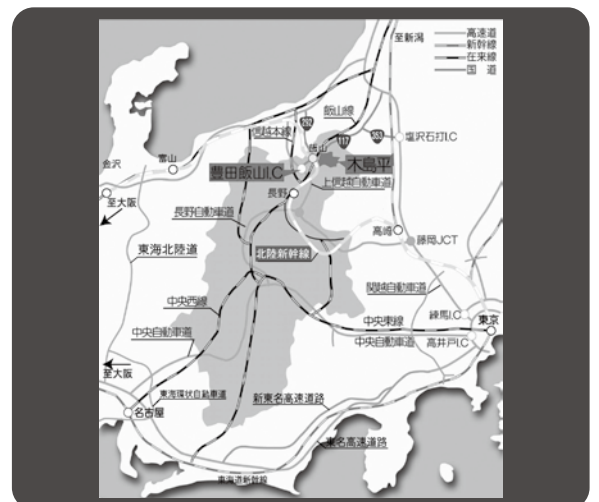 至新潟
高速道
新幹線
在来線
国 道
飯山線
信越本線
292
117
403
塩沢石打I.C
飯山
豊田飯山I.C
木島平
金沢
富山
長野
上信越自動車道
至大阪
長野自動車道
高崎
藤岡JCT
東海北陸道
北陸新幹線
関越自動車道
中央西線
練馬I.C
東京
中央東線
中央自動車道
中央自動車道
高井戸I.C
至大阪
東海環状自動車道
新東名高速道路
名古屋
東名高速道路
東海道新幹線